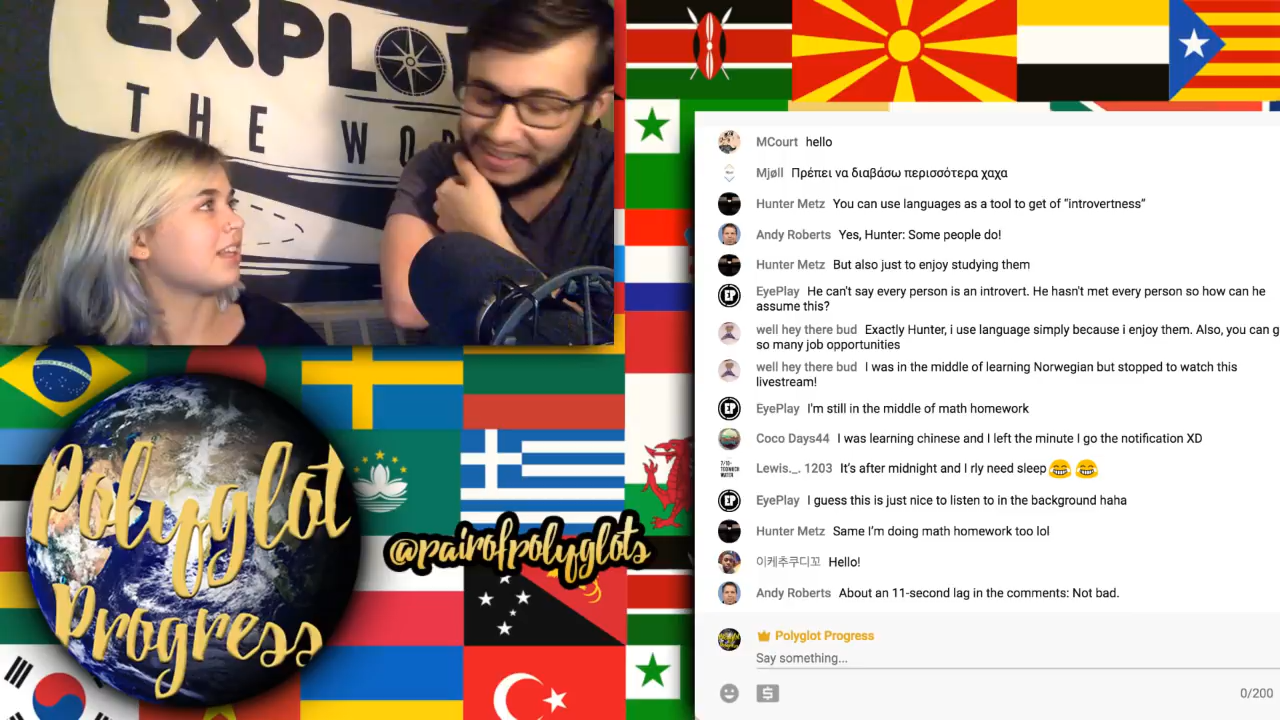 EXPLO
THE WO
MCourt hello
Mjøll Πρέπει να διαβάσω περισσότερα χαχα
Hunter Metz You can use languages as a tool to get of “introvertness”
Andy Roberts Yes, Hunter: Some people do!
Hunter Metz But also just to enjoy studying them
EyePlay He can't say every person is an introvert. He hasn't met every person so how can he
assume this?
well hey there bud Exactly Hunter, i use language simply because i enjoy them. Also, you can g
so many job opportunities
well hey there bud I was in the middle of learning Norwegian but stopped to watch this
livestream!
EyePlay I'm still in the middle of math homework
Coco Days44 I was learning chinese and I left the minute I go the notification XD
Lewis._. 1203 It's after midnight and I rly need sleep 😂 😂
EyePlay I guess this is just nice to listen to in the background haha
Hunter Metz Same I'm doing math homework too lol
이케추쿠디꼬 Hello!
Andy Roberts About an 11-second lag in the comments: Not bad.
Polyglot Progress
Say something...
0/200
Polyglot
Progress
@pairofpolyglots